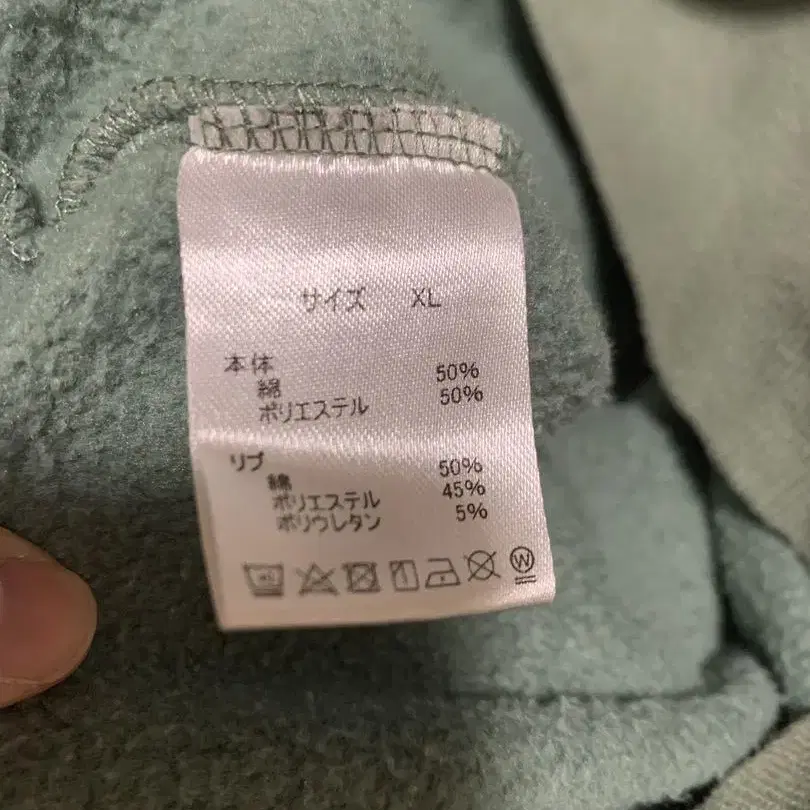 サイズ XL
本体
綿 50%
ポリエステル 50%
リブ
綿 50%
ポリエステル 45%
ポリウレタン 5%
W